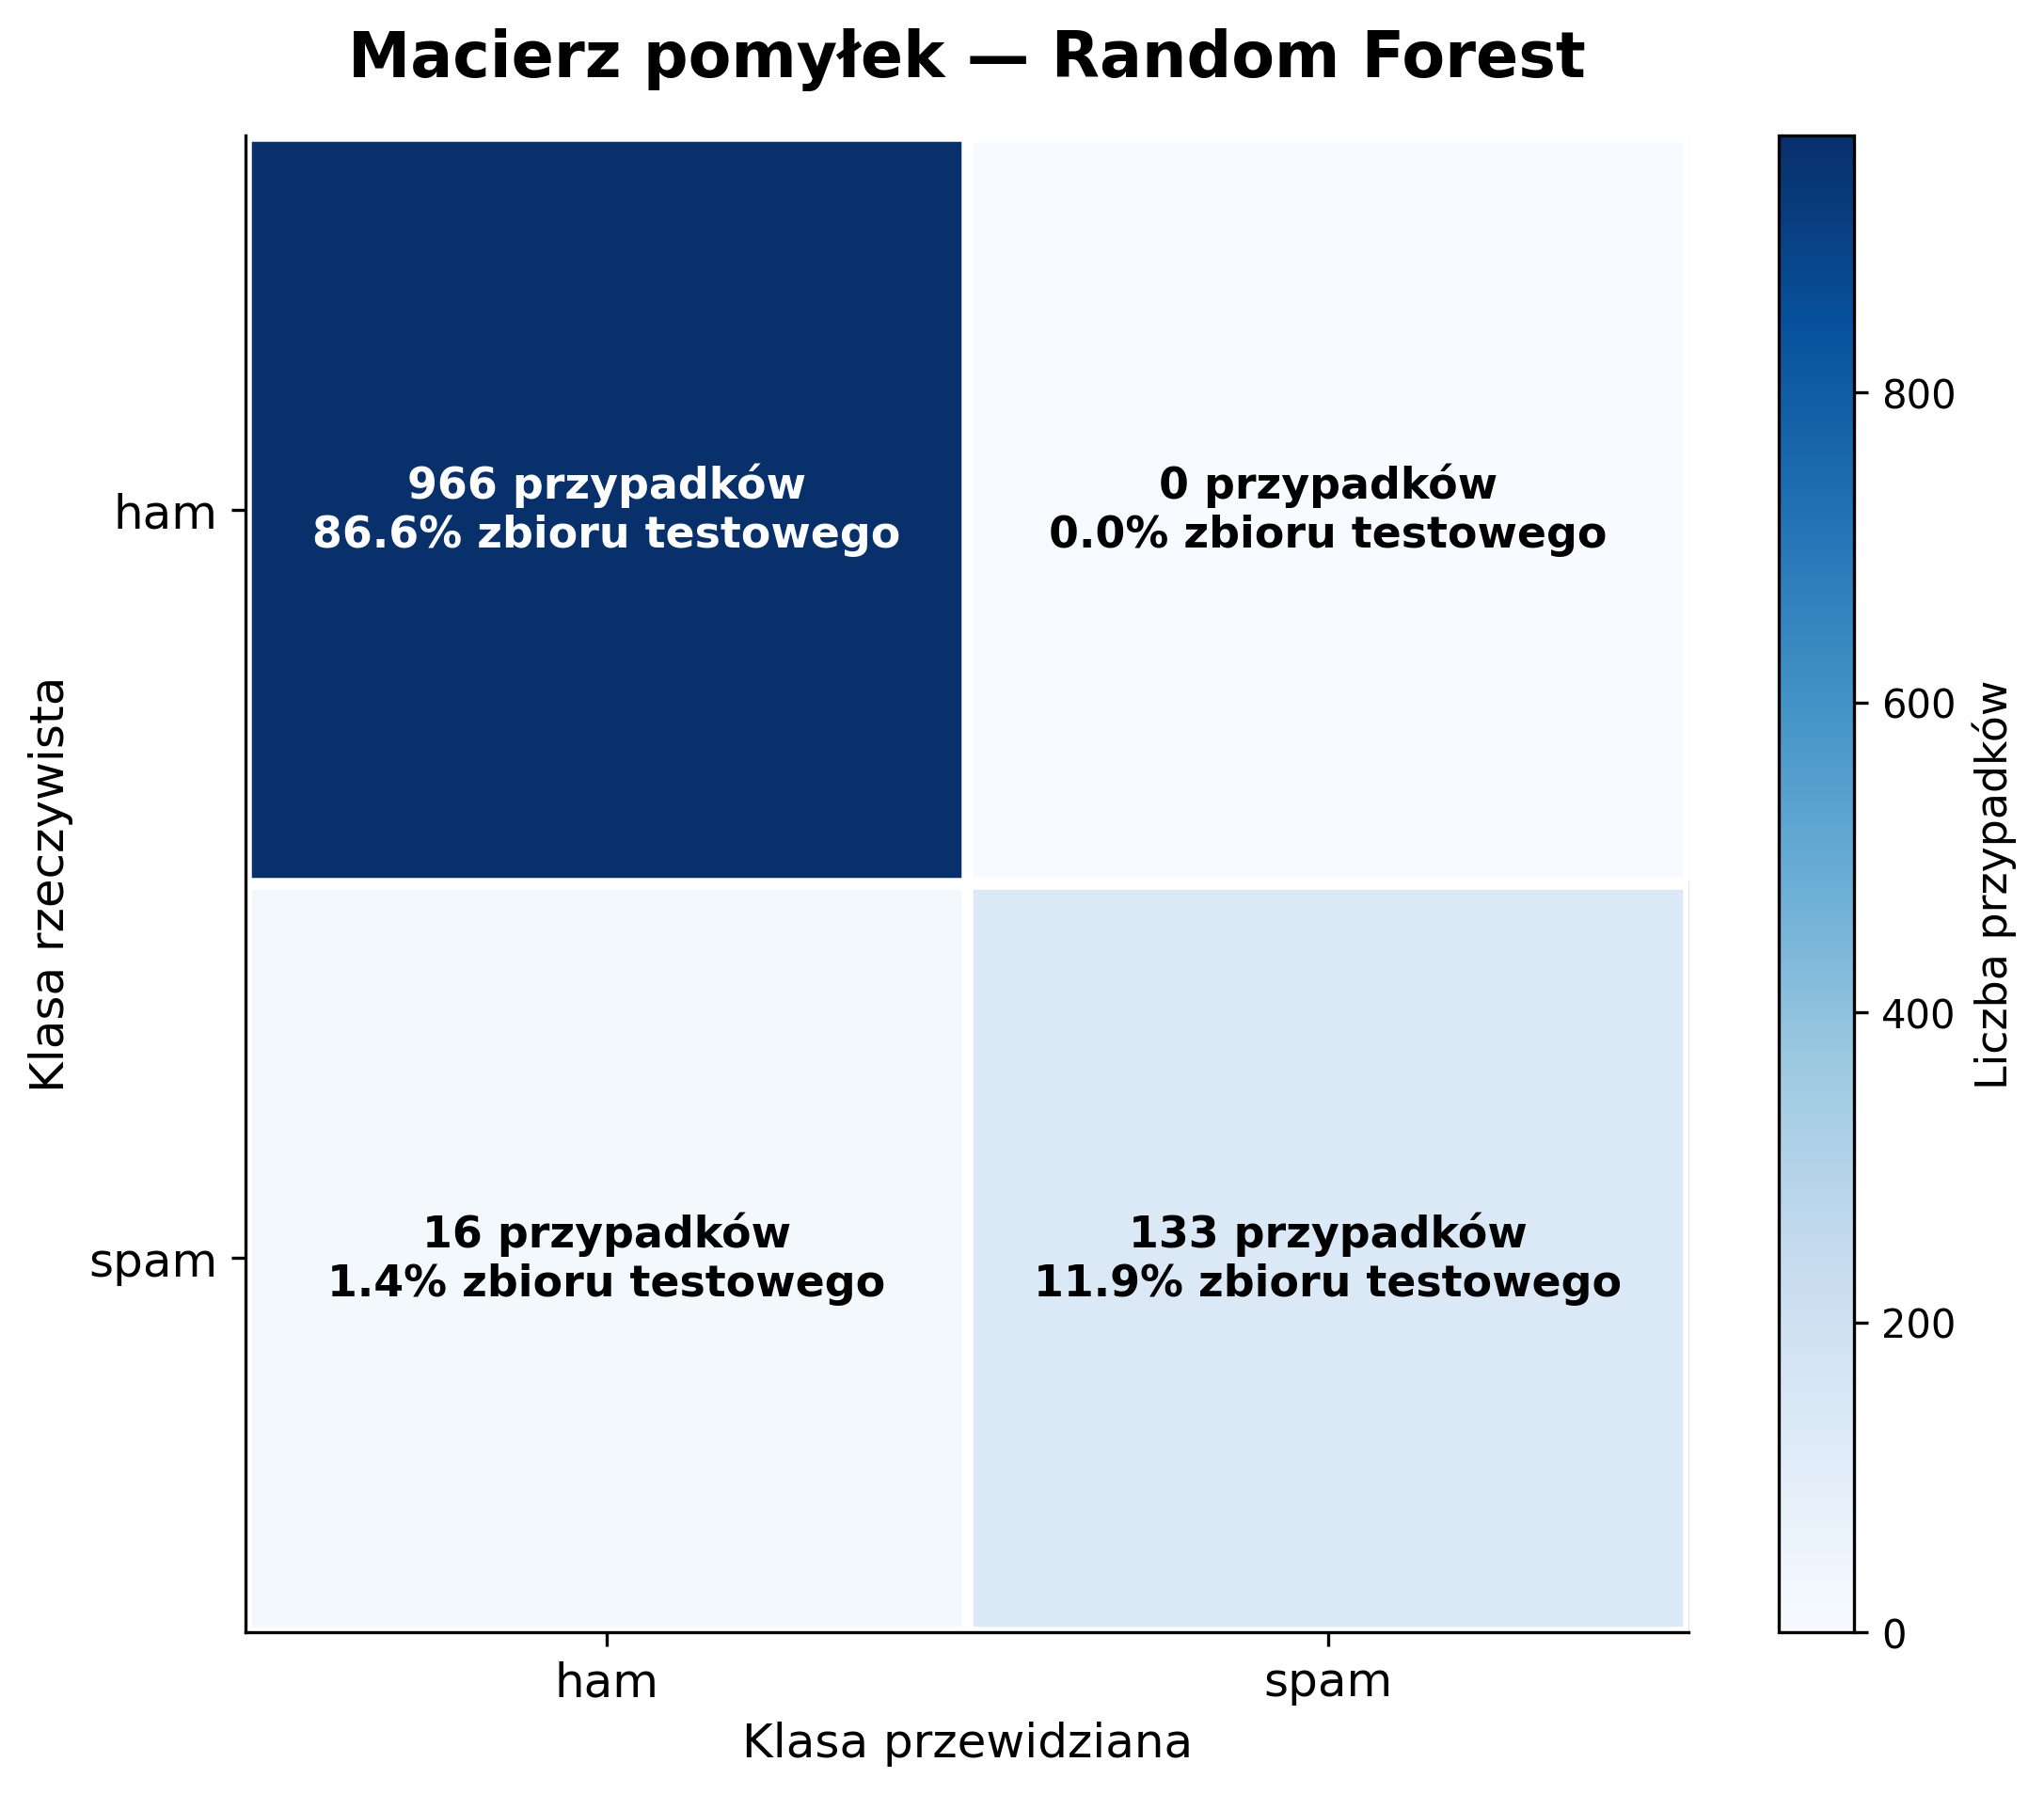 Macierz pomyłek — Random Forest
966 przypadków
86.6% zbioru testowego
0 przypadków
0.0% zbioru testowego
16 przypadków
1.4% zbioru testowego
133 przypadków
11.9% zbioru testowego
ham
spam
Klasa rzeczywista
ham
spam
Klasa przewidziana
800
600
400
200
0
Liczba przypadków